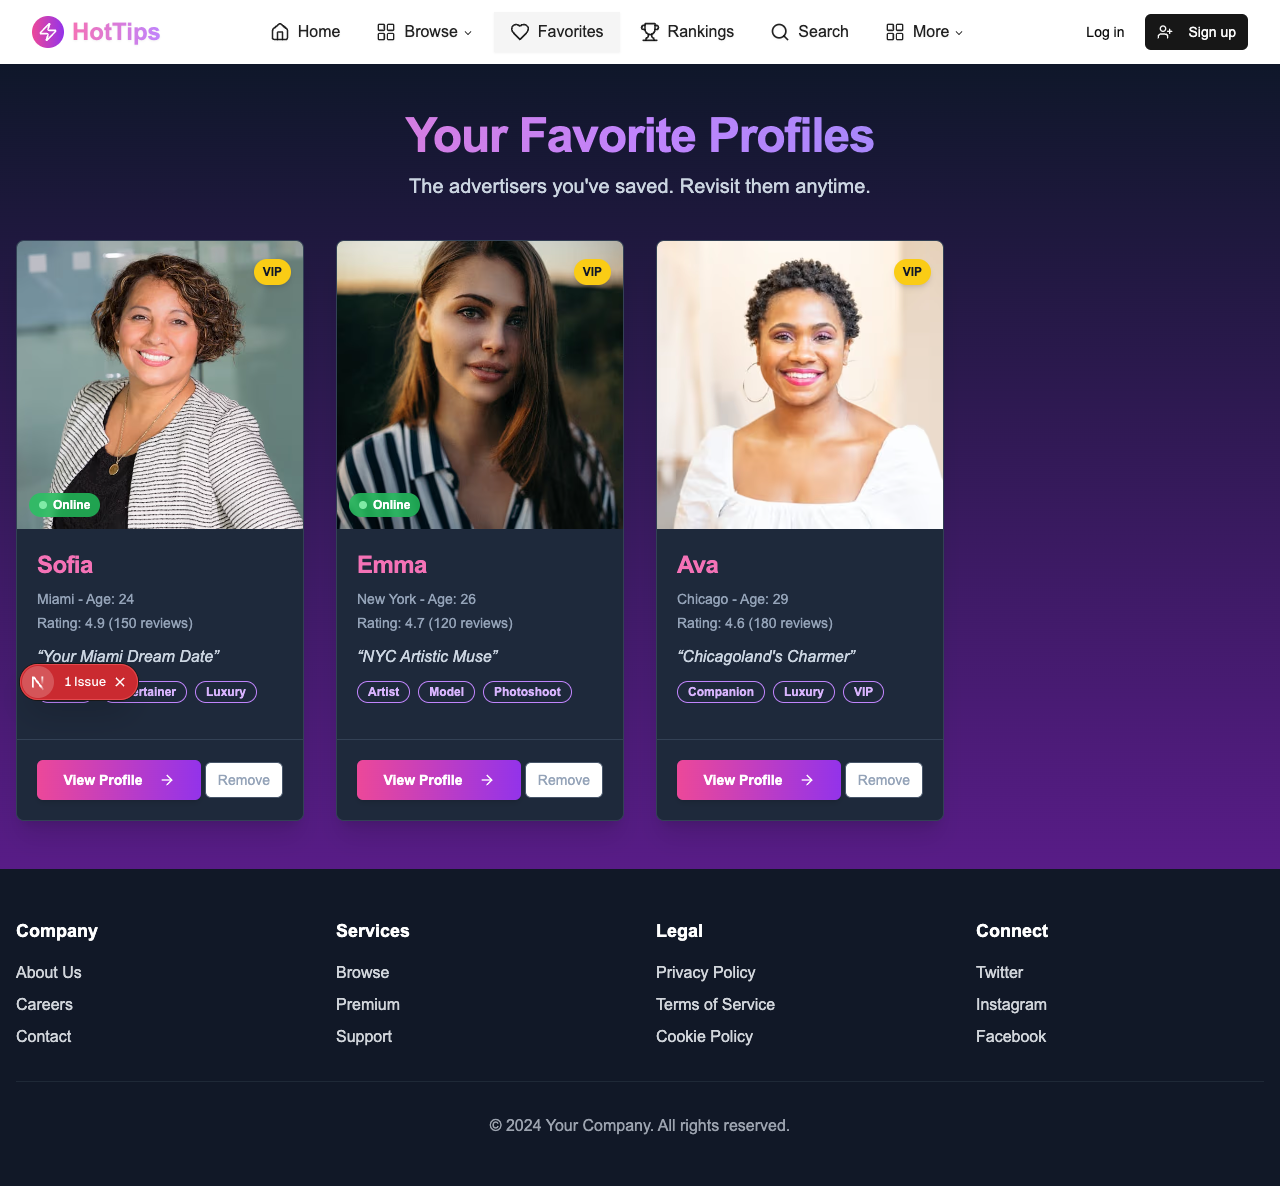 HotTips
Home
Browse
Favorites
Rankings
Search
More
Log in
Sign up
Your Favorite Profiles
The advertisers you've saved. Revisit them anytime.
VIP
Online
Sofia
Miami - Age: 24
Rating: 4.9 (150 reviews)
“Your Miami Dream Date”
Luxury
View Profile
Remove
VIP
Online
Emma
New York - Age: 26
Rating: 4.7 (120 reviews)
“NYC Artistic Muse”
Artist Model Photoshoot
View Profile
Remove
VIP
Ava
Chicago - Age: 29
Rating: 4.6 (180 reviews)
“Chicagoland's Charmer”
Companion Luxury VIP
View Profile
Remove
N 1 Issue
Company
About Us
Careers
Contact
Services
Browse
Premium
Support
Legal
Privacy Policy
Terms of Service
Cookie Policy
Connect
Twitter
Instagram
Facebook
© 2024 Your Company. All rights reserved.